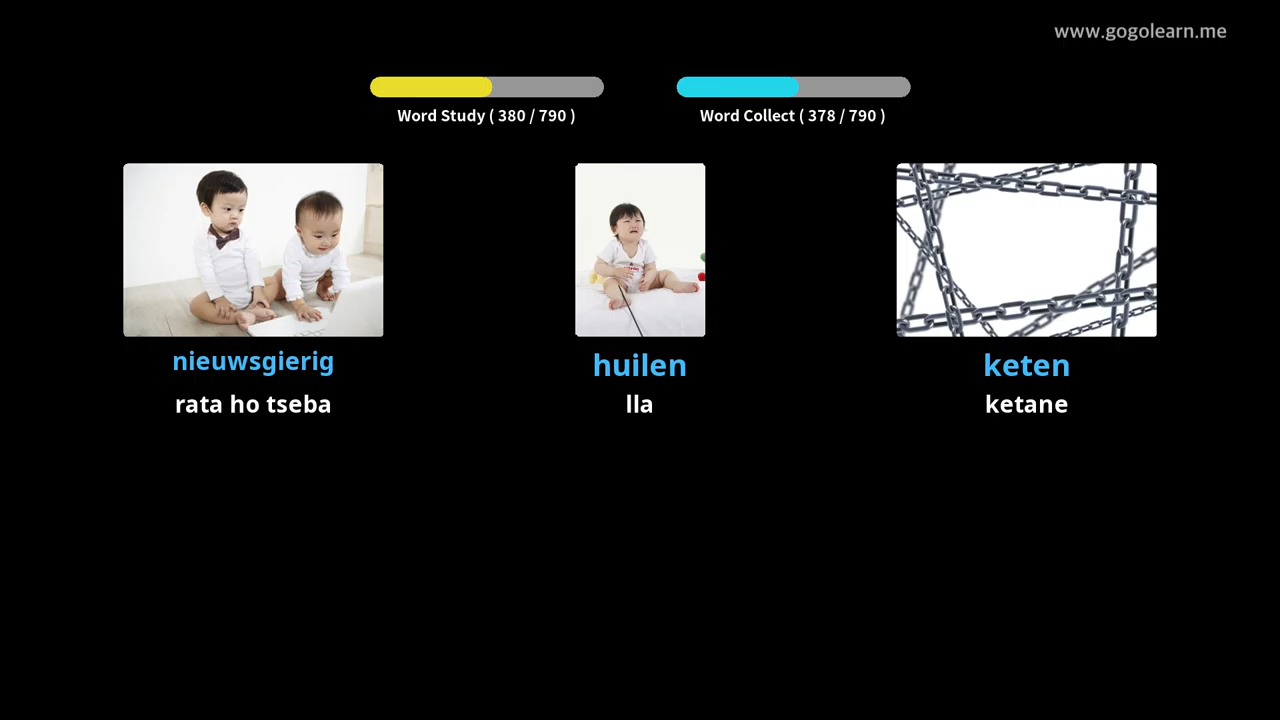 www.gogolearn.me
Word Study ( 380 / 790 )
Word Collect ( 378 / 790 )
nieuwsgierig
rata ho tseba
huilen
lla
keten
ketane